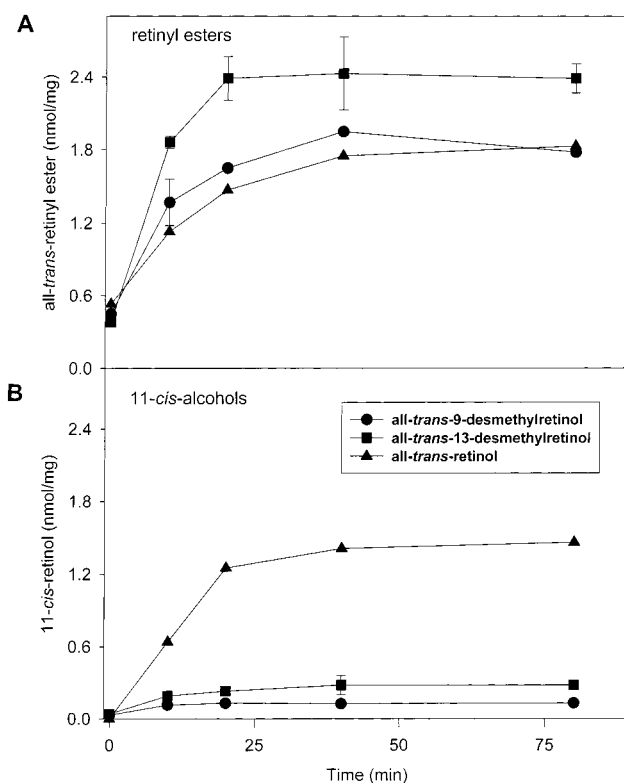 A
retinyl esters
all-trans-retinyl ester (nmol/mg)
2.4
1.8
1.2
0.6
0.0
B
11-cis-alcohols
all-trans-9-desmethylretinol
all-trans-13-desmethylretinol
all-trans-retinol
11-cis-retinol (nmol/mg)
2.4
1.8
1.2
0.6
0.0
0 25 50 75
Time (min)